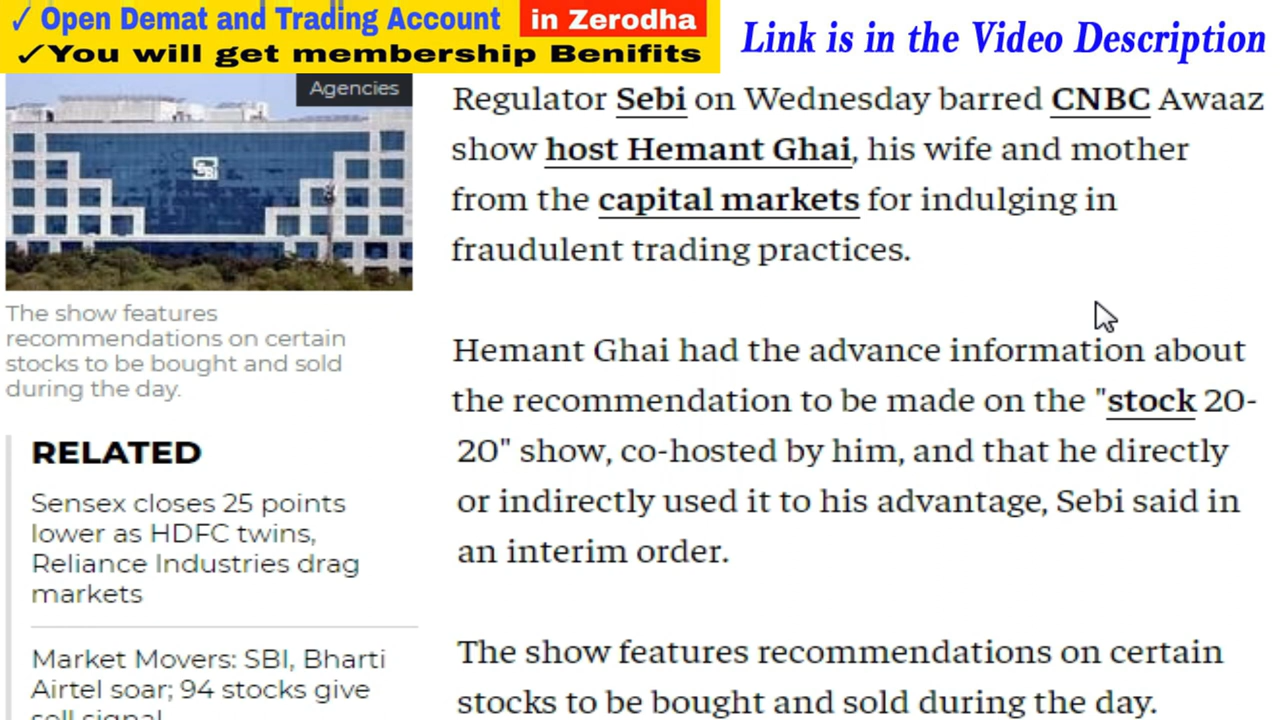 ✓ Open Demat and Trading Account in Zerodha
✓You will get membership Benifits
Link is in the Video Description
Agencies
SEBI
The show features
recommendations on certain
stocks to be bought and sold
during the day.
RELATED
Sensex closes 25 points
lower as HDFC twins,
Reliance Industries drag
markets
Market Movers: SBI, Bharti
Airtel soar; 94 stocks give
sell signal
Regulator Sebi on Wednesday barred CNBC Awaaz
show host Hemant Ghai, his wife and mother
from the capital markets for indulging in
fraudulent trading practices.
Hemant Ghai had the advance information about
the recommendation to be made on the "stock 20-
20" show, co-hosted by him, and that he directly
or indirectly used it to his advantage, Sebi said in
an interim order.
The show features recommendations on certain
stocks to be bought and sold during the day.